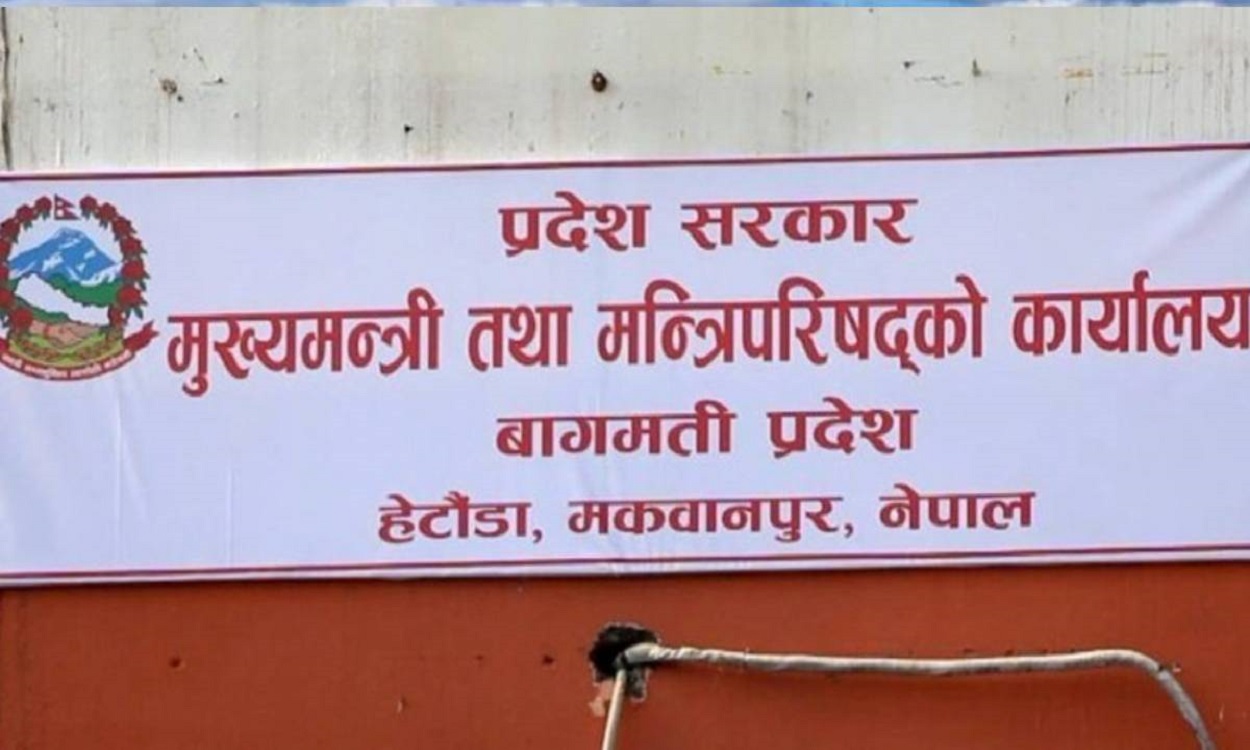 प्रदेश सरकार
मुख्यमन्त्री तथा मन्त्रिपरिषद्को कार्यालय
बागमती प्रदेश
हेटौंडा, मकवानपुर, नेपाल